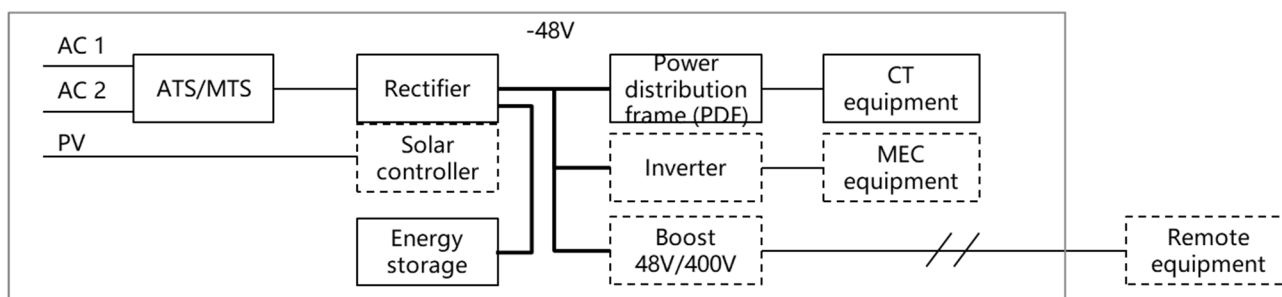 -48V
AC 1
AC 2
PV
ATS/MTS
Rectifier
Solar
controller
Energy
storage
Power
distribution
frame (PDF)
Inverter
Boost
48V/400V
CT
equipment
MEC
equipment
Remote
equipment